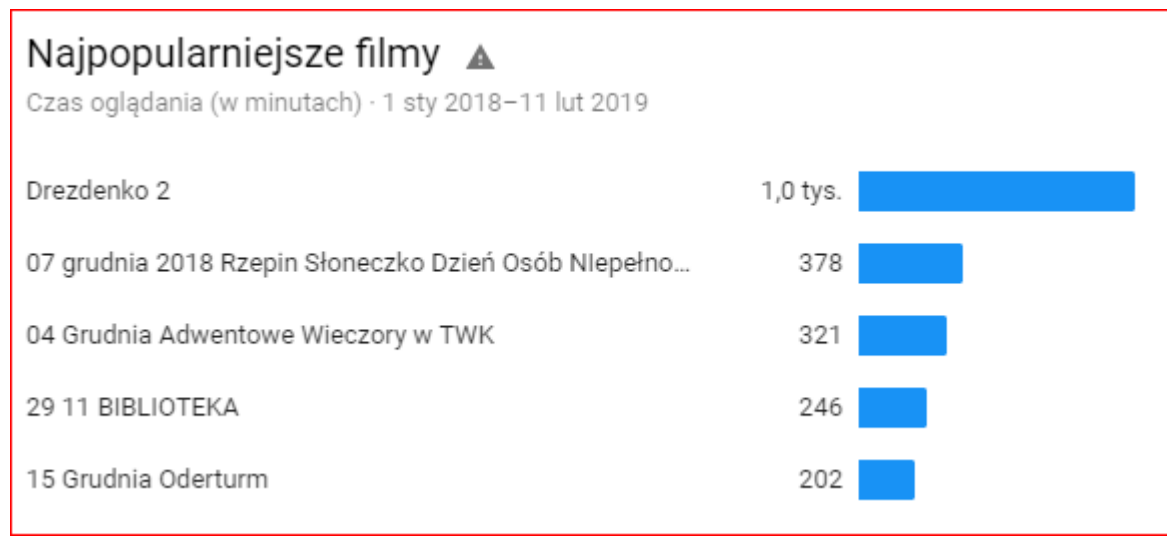 Najpopularniejsze filmy
Czas oglądania (w minutach) · 1 sty 2018–11 lut 2019
Drezdenko 2 1,0 tys.
07 grudnia 2018 Rzepin Słoneczko Dzień Osób NIepełno... 378
04 Grudnia Adwentowe Wieczory w TWK 321
29 11 BIBLIOTEKA 246
15 Grudnia Oderturm 202